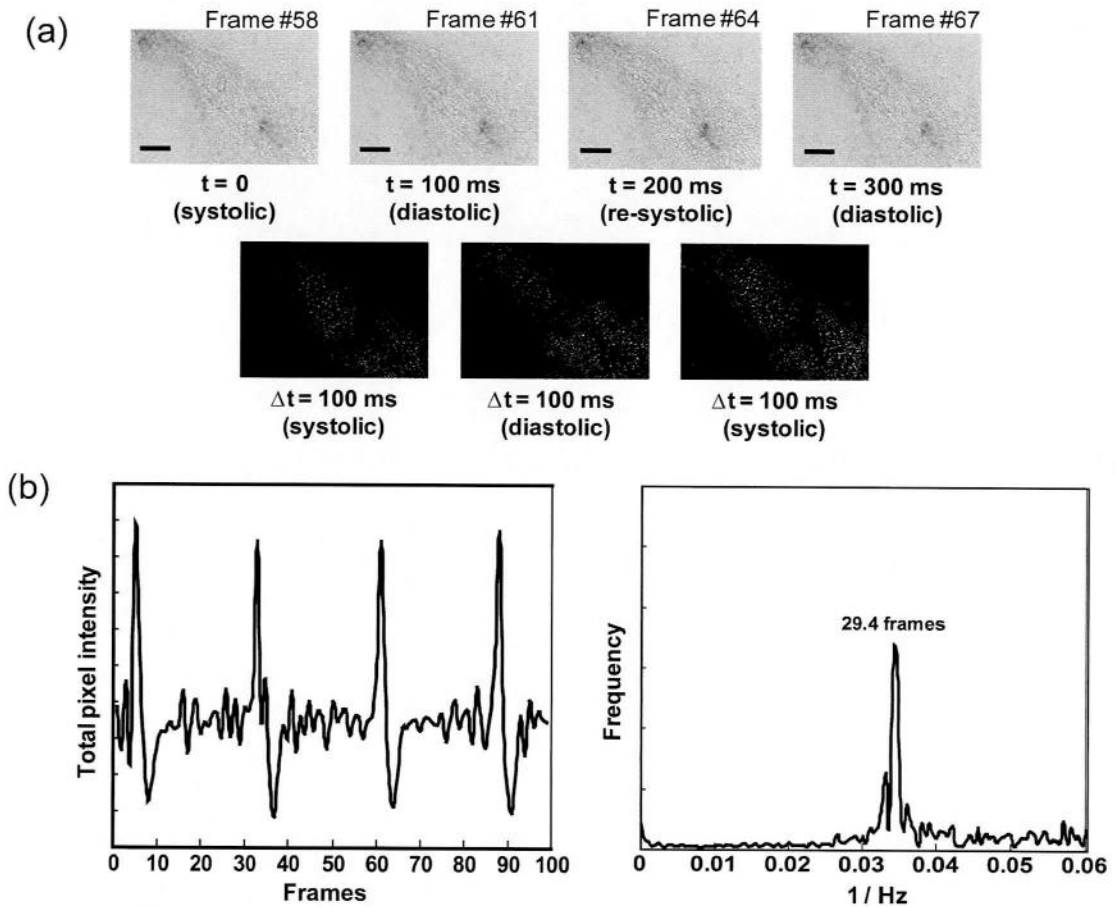 (a)
Frame #58
Frame #61
Frame #64
Frame #67
t = 0
(systolic)
t = 100 ms
(diastolic)
t = 200 ms
(re-systolic)
t = 300 ms
(diastolic)
Δt = 100 ms
(systolic)
Δt = 100 ms
(diastolic)
Δt = 100 ms
(systolic)
(b)
Total pixel intensity
0 10 20 30 40 50 60 70 80 90 100
Frames
Frequency
29.4 frames
0 0.01 0.02 0.03 0.04 0.05 0.06
1 / Hz